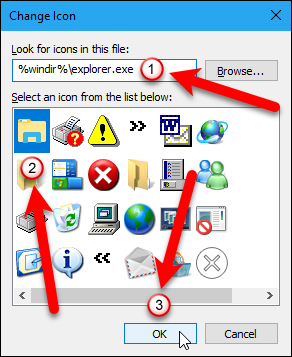 Change Icon
Look for icons in this file:
%windir%\explorer.exe
1
Browse...
Select an icon from the list below:
?
!
>>
W
2
i
<<
3
OK
Cancel